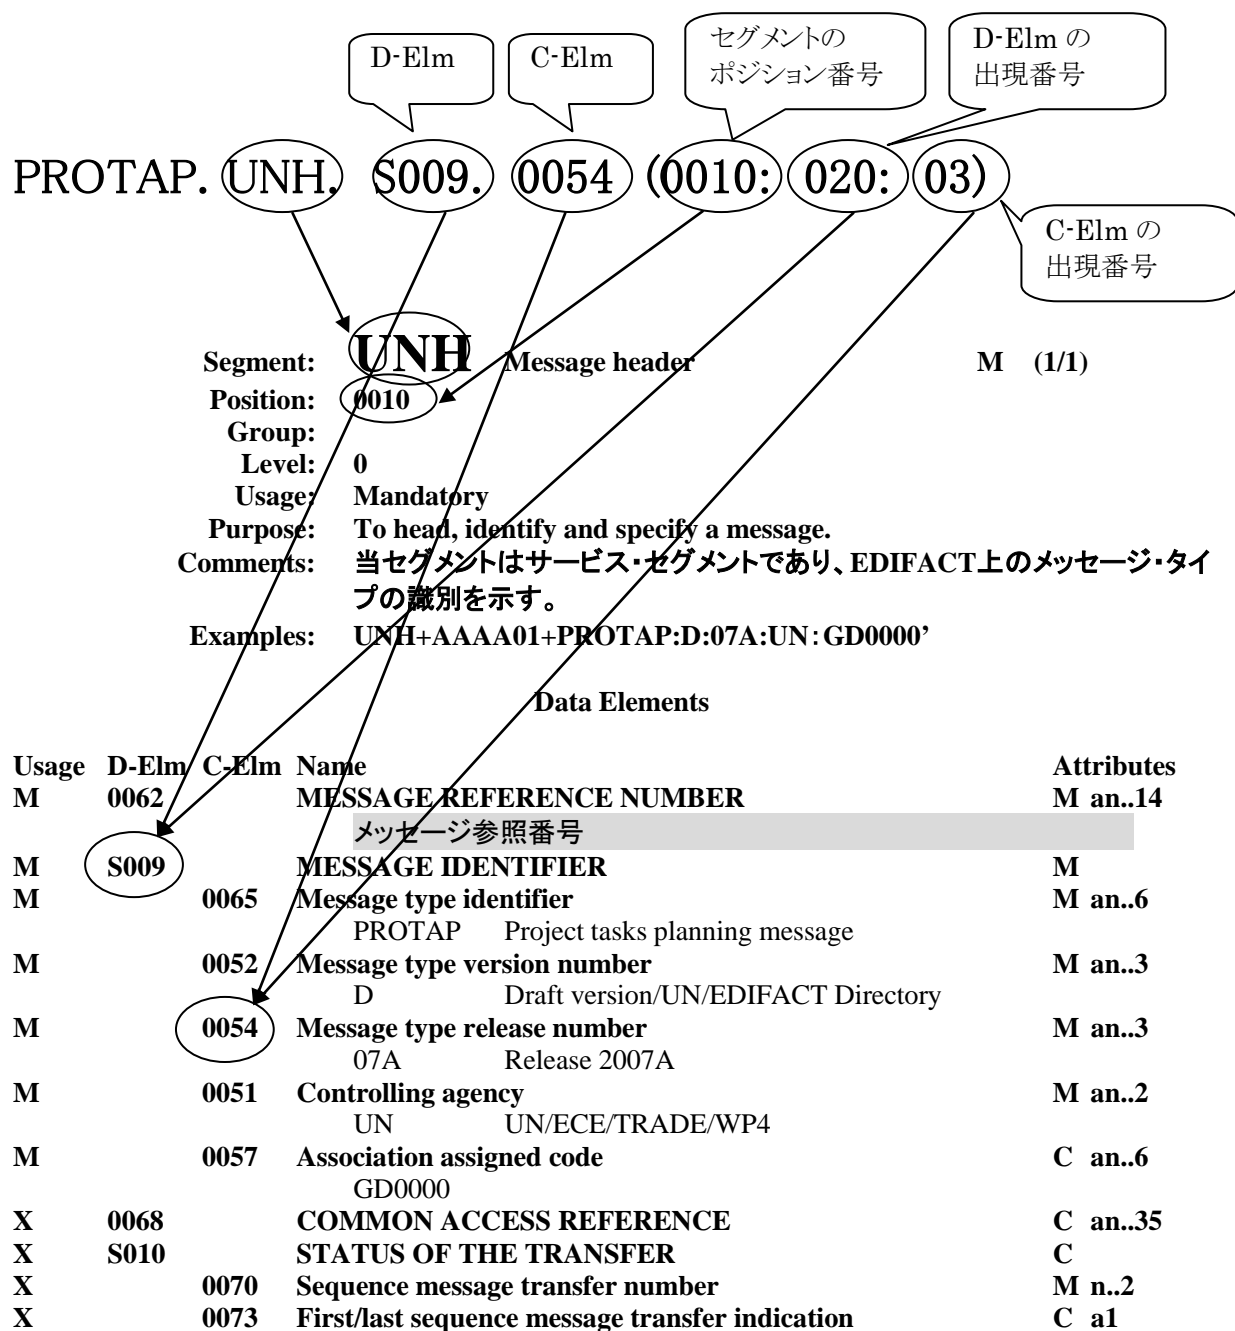 D-Elm
C-Elm
セグメントの
ポジション番号
D-Elm の
出現番号
PROTAP. UNH. S009. 0054 (0010: 020: 03)
C-Elm の
出現番号
Segment: UNH Message header M (1/1)
Position: 0010
Group:
Level: 0
Usage: Mandatory
Purpose: To head, identify and specify a message.
Comments: 当セグメントはサービス・セグメントであり、EDIFACT上のメッセージ・タイ
プの識別を示す。
Examples: UNH+AAAA01+PROTAP:D:07A:UN：GD0000’
Data Elements
Usage D-Elm C-Elm Name Attributes
M 0062 MESSAGE REFERENCE NUMBER M an..14
メッセージ参照番号
M S009 MESSAGE IDENTIFIER M
M 0065 Message type identifier M an..6
PROTAP Project tasks planning message
M 0052 Message type version number M an..3
D Draft version/UN/EDIFACT Directory
M 0054 Message type release number M an..3
07A Release 2007A
M 0051 Controlling agency M an..2
UN UN/ECE/TRADE/WP4
M 0057 Association assigned code C an..6
GD0000
X 0068 COMMON ACCESS REFERENCE C an..35
X S010 STATUS OF THE TRANSFER C
X 0070 Sequence message transfer number M n..2
X 0073 First/last sequence message transfer indication C a1